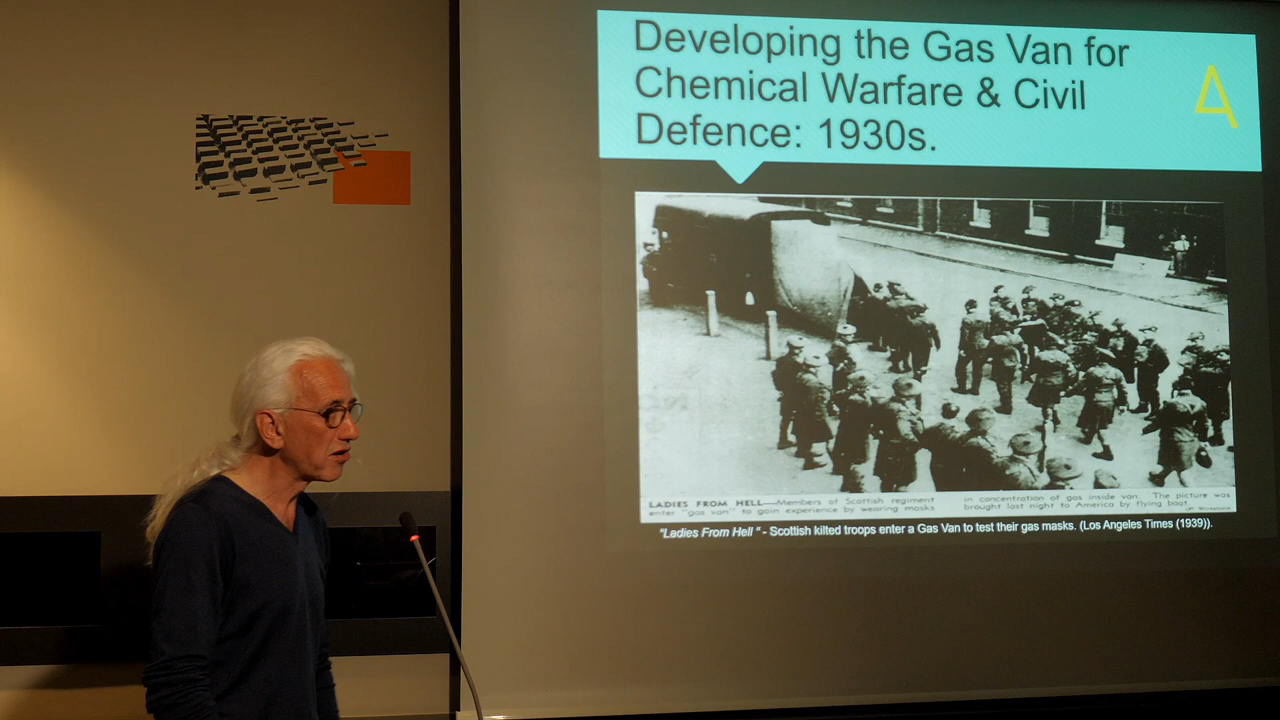 Developing the Gas Van for
Chemical Warfare & Civil
Defence: 1930s.
LADIES FROM HELL—Members of Scottish regiment
enter "gas van" to gain experience by wearing masks
in concentration of gas inside van. The picture was
brought last night to America by flying boat.
"Ladies From Hell " - Scottish kilted troops enter a Gas Van to test their gas masks. (Los Angeles Times (1939)).